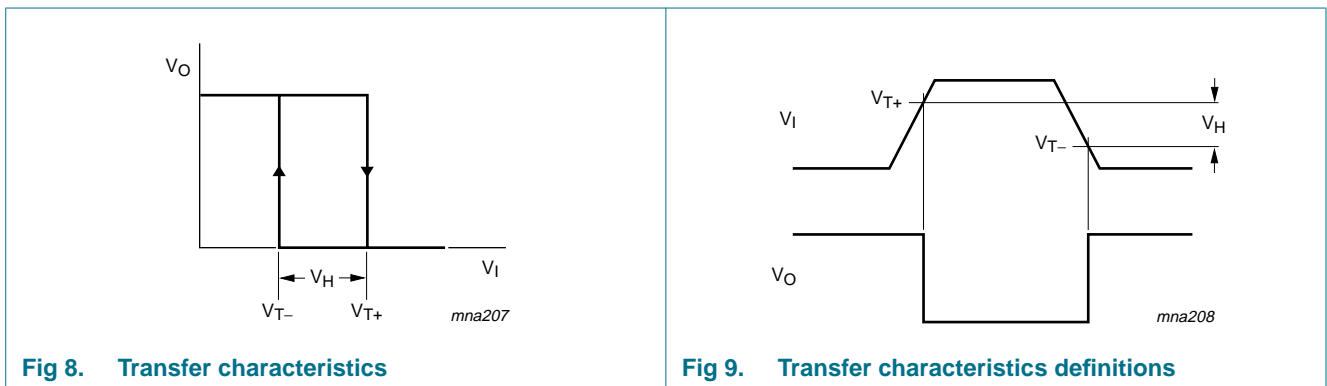 VO
VH
VI
VT−
VT+
mna207
Fig 8. Transfer characteristics
VT+
VI
VH
VT−
VO
mna208
Fig 9. Transfer characteristics definitions